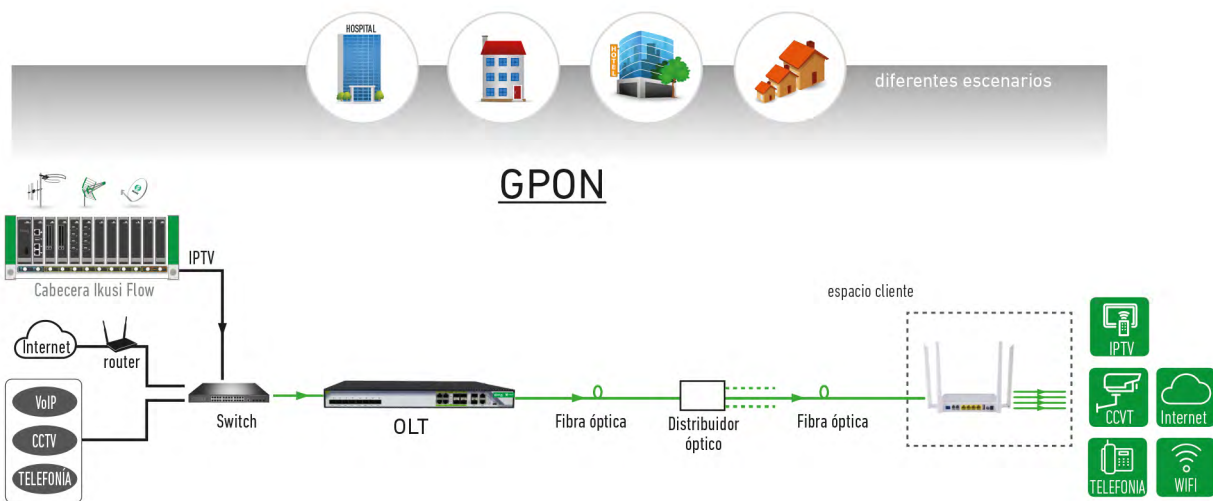 HOSPITAL
HOTEL
diferentes escenarios
GPON
IPTV
Cabecera Ikusi Flow
espacio cliente
Internet
router
VoIP
CCTV
TELEFONÍA
Switch
OLT
Fibra óptica
Distribuidor
óptico
Fibra óptica
IPTV
CCVT
Internet
TELEFONIA
WIFI